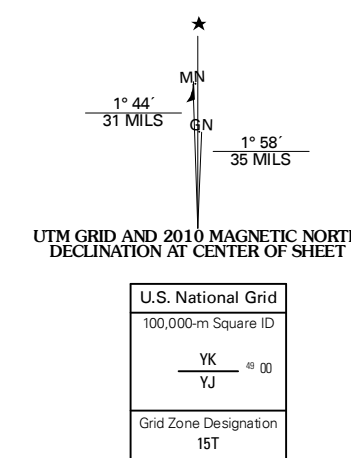 ★
MN
1° 44´
31 MILS
GN
1° 58´
35 MILS
UTM GRID AND 2010 MAGNETIC NORT
DECLINATION AT CENTER OF SHEET
U.S. National Grid
100,000-m Square ID
YK
49 00
YJ
Grid Zone Designation
15T